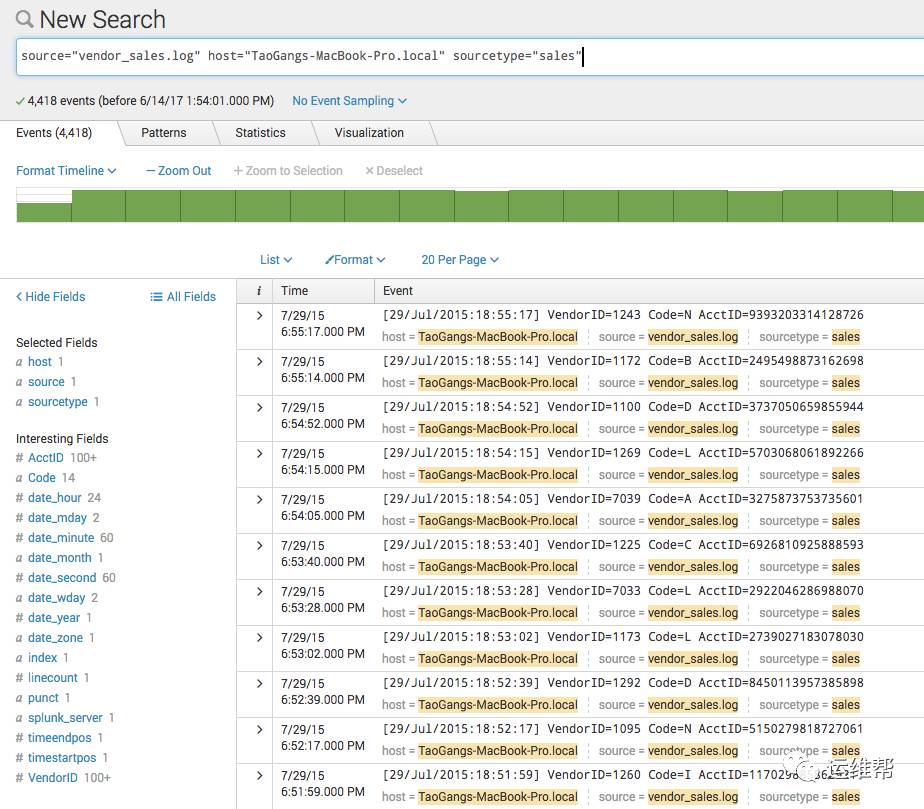 New Search
source="vendor_sales.log" host="TaoGangs-MacBook-Pro.local" sourcetype="sales"
4,418 events (before 6/14/17 1:54:01.000 PM) No Event Sampling
Events (4,418) Patterns Statistics Visualization
Format Timeline — Zoom Out + Zoom to Selection × Deselect
List Format 20 Per Page
< Hide Fields All Fields
Selected Fields
a host 1
a source 1
a sourcetype 1
Interesting Fields
# AcctID 100+
a Code 14
# date_hour 24
# date_mday 2
# date_minute 60
a date_month 1
# date_second 60
a date_wday 2
# date_year 1
a date_zone 1
a index 1
# linecount 1
a punct 1
a splunk_server 1
# timeendpos 1
# timestartpos 1
# VendorID 100+
i Time Event
7/29/15 [29/Jul/2015:18:55:17] VendorID=1243 Code=N AcctID=9393203314128726
6:55:17.000 PM host = TaoGangs-MacBook-Pro.local source = vendor_sales.log sourcetype = sales
7/29/15 [29/Jul/2015:18:55:14] VendorID=1172 Code=B AcctID=2495498873162698
6:55:14.000 PM host = TaoGangs-MacBook-Pro.local source = vendor_sales.log sourcetype = sales
7/29/15 [29/Jul/2015:18:54:52] VendorID=1100 Code=D AcctID=3737050659855944
6:54:52.000 PM host = TaoGangs-MacBook-Pro.local source = vendor_sales.log sourcetype = sales
7/29/15 [29/Jul/2015:18:54:15] VendorID=1269 Code=L AcctID=5703068061892266
6:54:15.000 PM host = TaoGangs-MacBook-Pro.local source = vendor_sales.log sourcetype = sales
7/29/15 [29/Jul/2015:18:54:05] VendorID=7039 Code=A AcctID=3275873753735601
6:54:05.000 PM host = TaoGangs-MacBook-Pro.local source = vendor_sales.log sourcetype = sales
7/29/15 [29/Jul/2015:18:53:40] VendorID=1225 Code=C AcctID=6926810925888593
6:53:40.000 PM host = TaoGangs-MacBook-Pro.local source = vendor_sales.log sourcetype = sales
7/29/15 [29/Jul/2015:18:53:28] VendorID=7033 Code=L AcctID=2922046286988070
6:53:28.000 PM host = TaoGangs-MacBook-Pro.local source = vendor_sales.log sourcetype = sales
7/29/15 [29/Jul/2015:18:53:02] VendorID=1173 Code=L AcctID=2739027183078030
6:53:02.000 PM host = TaoGangs-MacBook-Pro.local source = vendor_sales.log sourcetype = sales
7/29/15 [29/Jul/2015:18:52:39] VendorID=1292 Code=D AcctID=8450113957385898
6:52:39.000 PM host = TaoGangs-MacBook-Pro.local source = vendor_sales.log sourcetype = sales
7/29/15 [29/Jul/2015:18:52:17] VendorID=1095 Code=N AcctID=5150279818727061
6:52:17.000 PM host = TaoGangs-MacBook-Pro.local source = vendor_sales.log sourcetype = sales
7/29/15 [29/Jul/2015:18:51:59] VendorID=1260 Code=I
6:51:59.000 PM host = TaoGangs-MacBook-Pro.local source = vendor_sales.log sourcetype = sales
运维帮